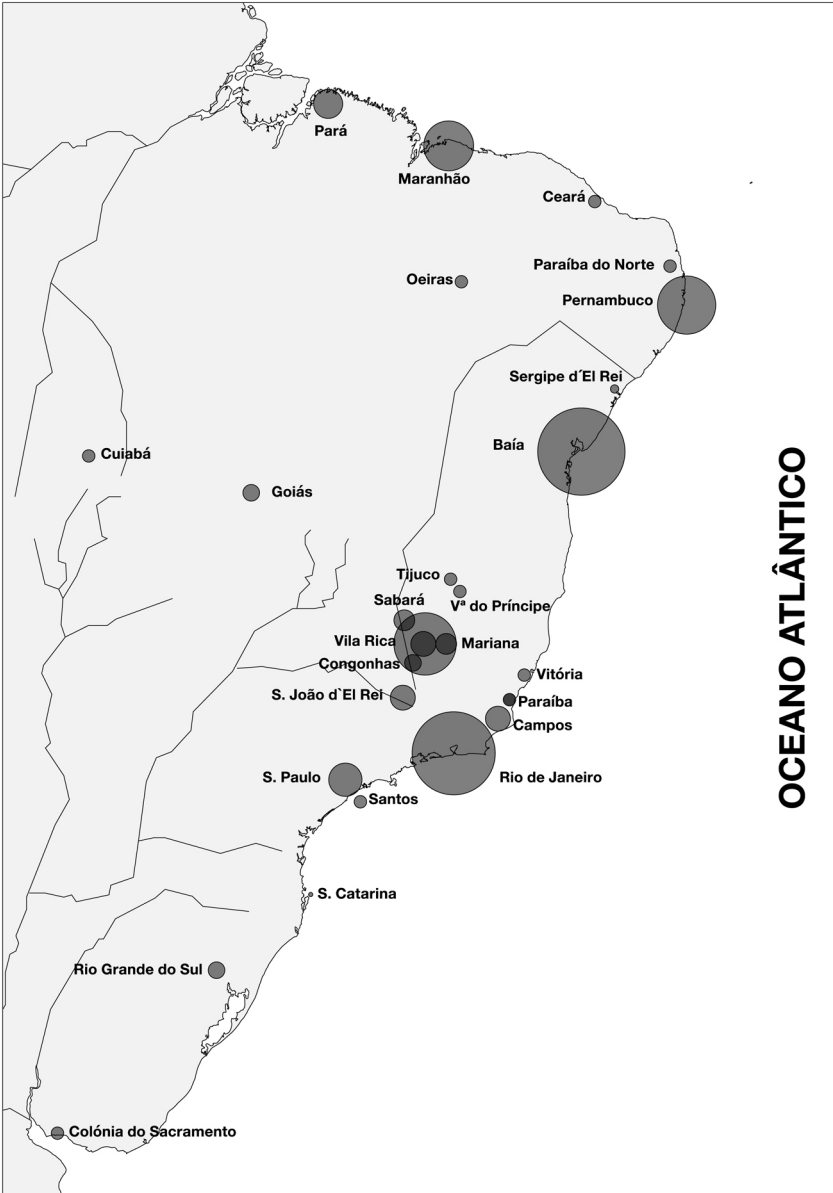 Pará
Maranhão
Ceará
Oeiras
Paraíba do Norte
Pernambuco
Sergipe d´El Rei
Baía
Cuiabá
Goiás
Tijuco
Vª do Príncipe
Sabará
Vila Rica
Mariana
Congonhas
Vitória
S. João d`El Rei
Paraíba
Campos
S. Paulo
Rio de Janeiro
Santos
S. Catarina
Rio Grande do Sul
Colónia do Sacramento
OCEANO ATLÂNTICO